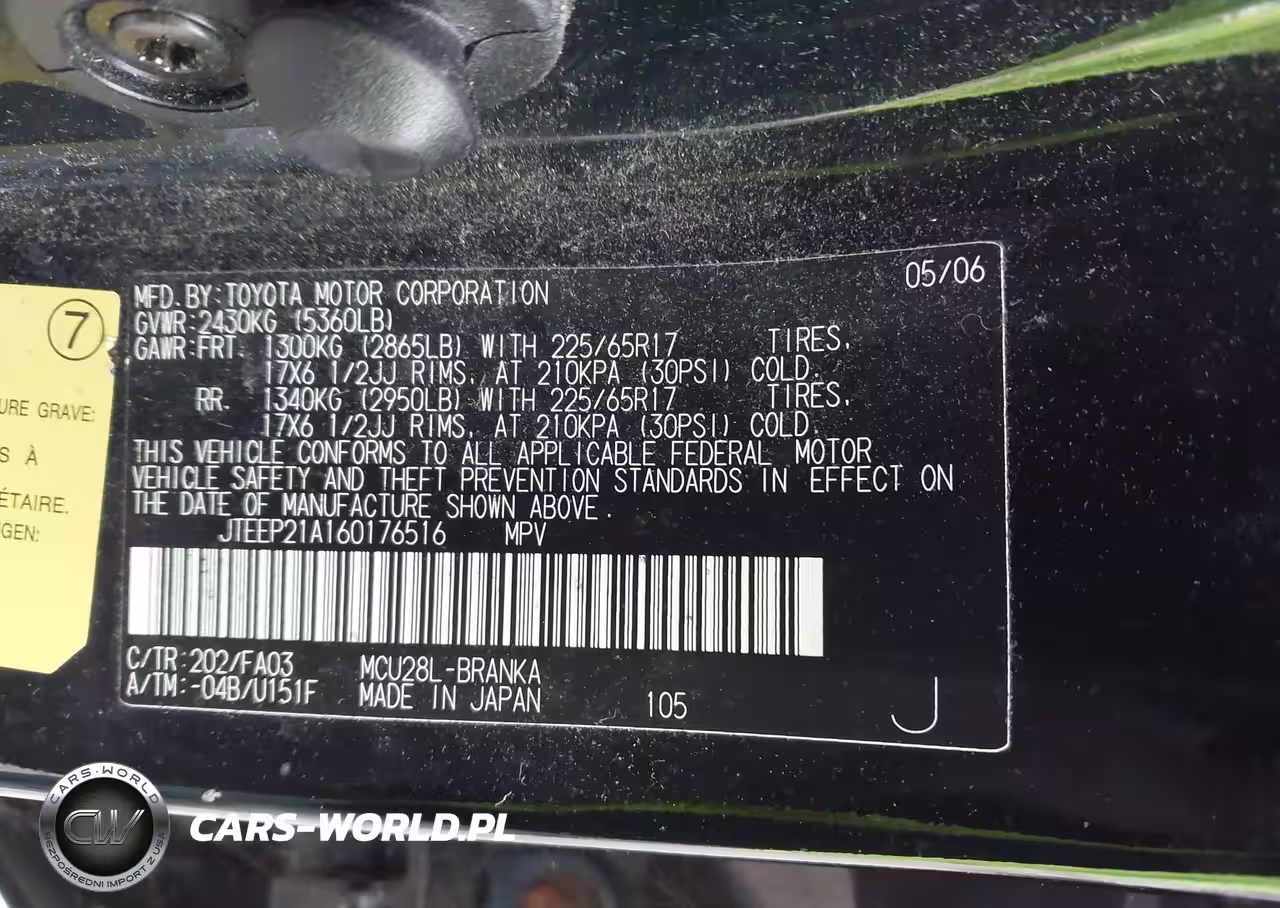 05/06
MFD. BY: TOYOTA MOTOR CORPORATION
GVWR: 2430KG (5360LB)
GAWR: FRT. 1300KG (2865LB) WITH 225/65R17 TIRES,
17X6 1/2JJ RIMS, AT 210KPA (30PSI) COLD.
RR. 1340KG (2950LB) WITH 225/65R17 TIRES,
17X6 1/2JJ RIMS, AT 210KPA (30PSI) COLD.
THIS VEHICLE CONFORMS TO ALL APPLICABLE FEDERAL MOTOR
VEHICLE SAFETY AND THEFT PREVENTION STANDARDS IN EFFECT ON
THE DATE OF MANUFACTURE SHOWN ABOVE.
JTEEP21A160176516 MPV
C/TR: 202/FA03 MCU28L-BRANKA
A/TM: -04B/U151F MADE IN JAPAN 105 J
7
URE GRAVE:
S À
ÉTAIRE.
GEN:
CARS-WORLD
CW
BEZPOŚREDNI IMPORT Z USA
CARS-WORLD.PL